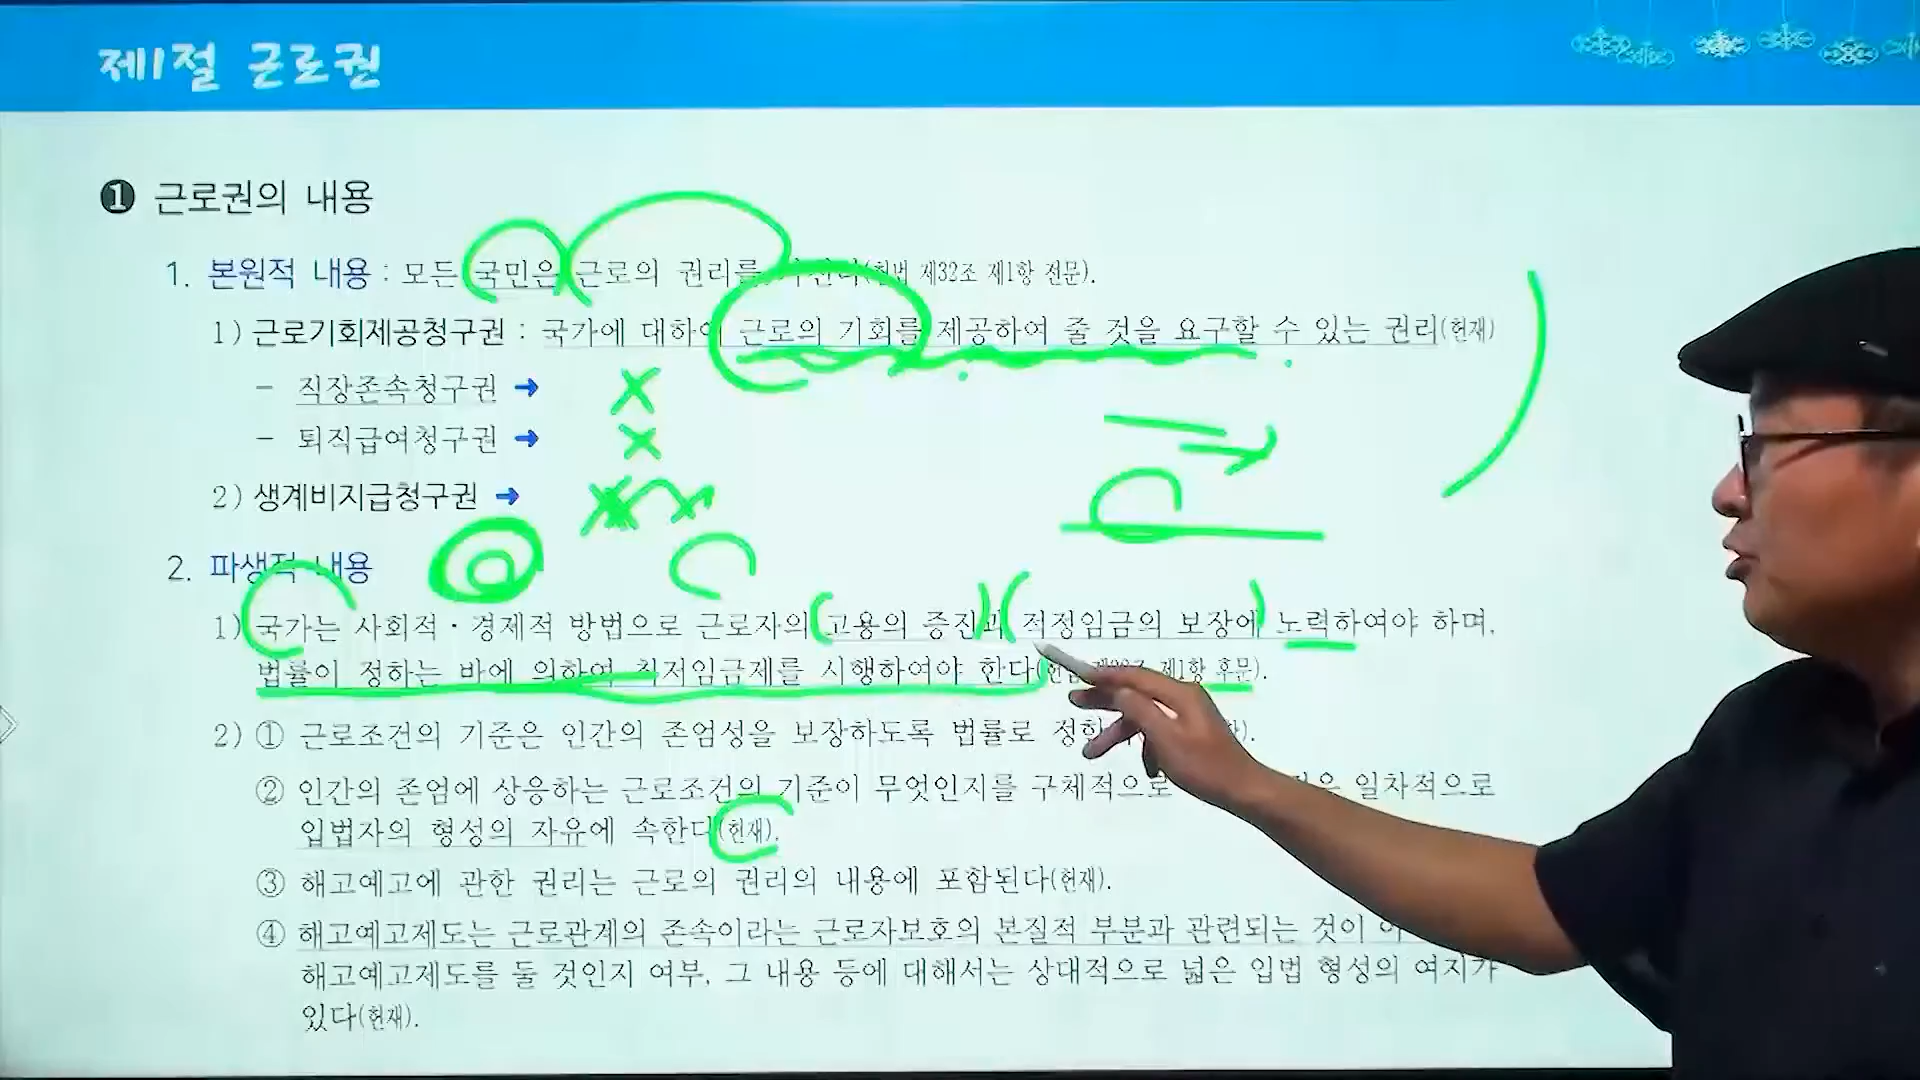 제1절 근로권
❶ 근로권의 내용
1. 본원적 내용 : 모든 국민은 근로의 권리를 제32조 제1항 전문).
1) 근로기회제공청구권 : 국가에 대하여 근로의 기회를 제공하여 줄 것을 요구할 수 있는 권리(헌재)
- 직장존속청구권 → X
- 퇴직급여청구권 → X
2) 생계비지급청구권 →
2. 파생적 내용
1) 국가는 사회적·경제적 방법으로 근로자의 고용의 증진과 적정임금의 보장에 노력하여야 하며,
법률이 정하는 바에 의하여 최저임금제를 시행하여야 한다(헌법 제1항 후문).
2) ① 근로조건의 기준은 인간의 존엄성을 보장하도록 법률로
② 인간의 존엄에 상응하는 근로조건의 기준이 무엇인지를 구체적으로 일차적으로
입법자의 형성의 자유에 속한다(헌재).
③ 해고예고에 관한 권리는 근로의 권리의 내용에 포함된다(헌재).
④ 해고예고제도는 근로관계의 존속이라는 근로자보호의 본질적 부분과 관련되는 것이
해고예고제도를 둘 것인지 여부, 그 내용 등에 대해서는 상대적으로 넓은 입법 형성의 여지가
있다(헌재).